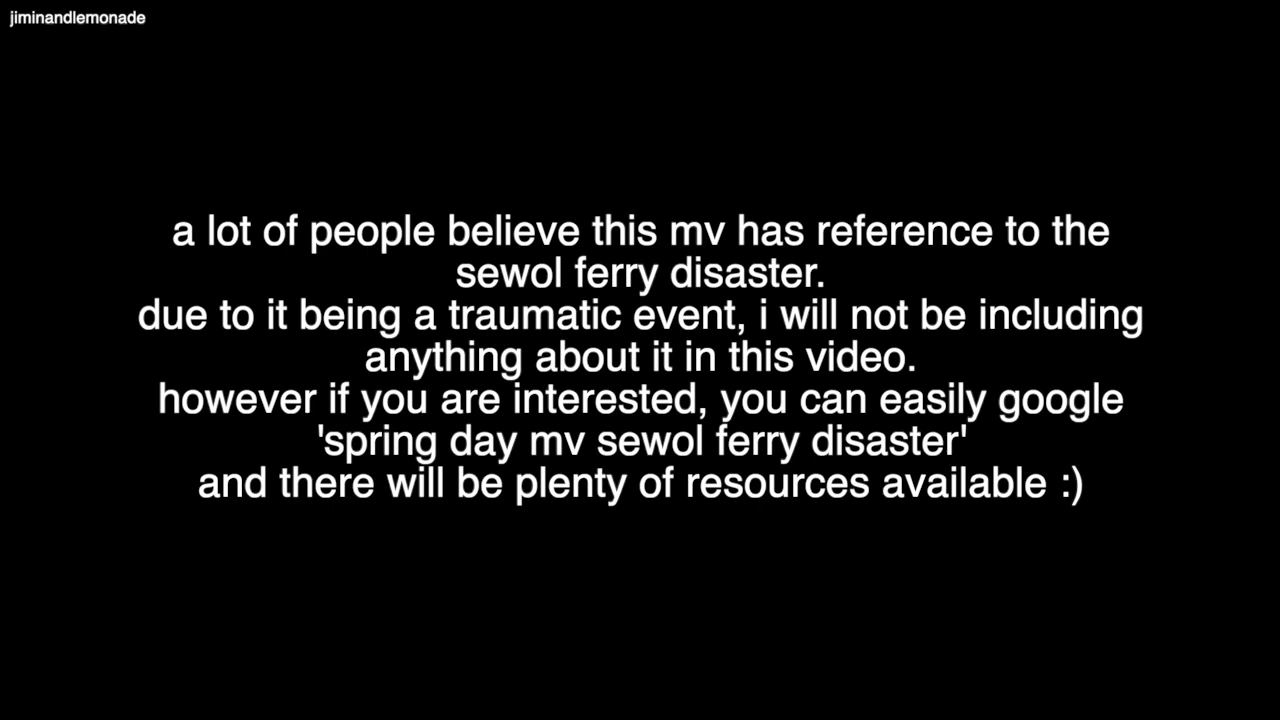 jiminandlemonade
a lot of people believe this mv has reference to the
sewol ferry disaster.
due to it being a traumatic event, i will not be including
anything about it in this video.
however if you are interested, you can easily google
'spring day mv sewol ferry disaster'
and there will be plenty of resources available :)